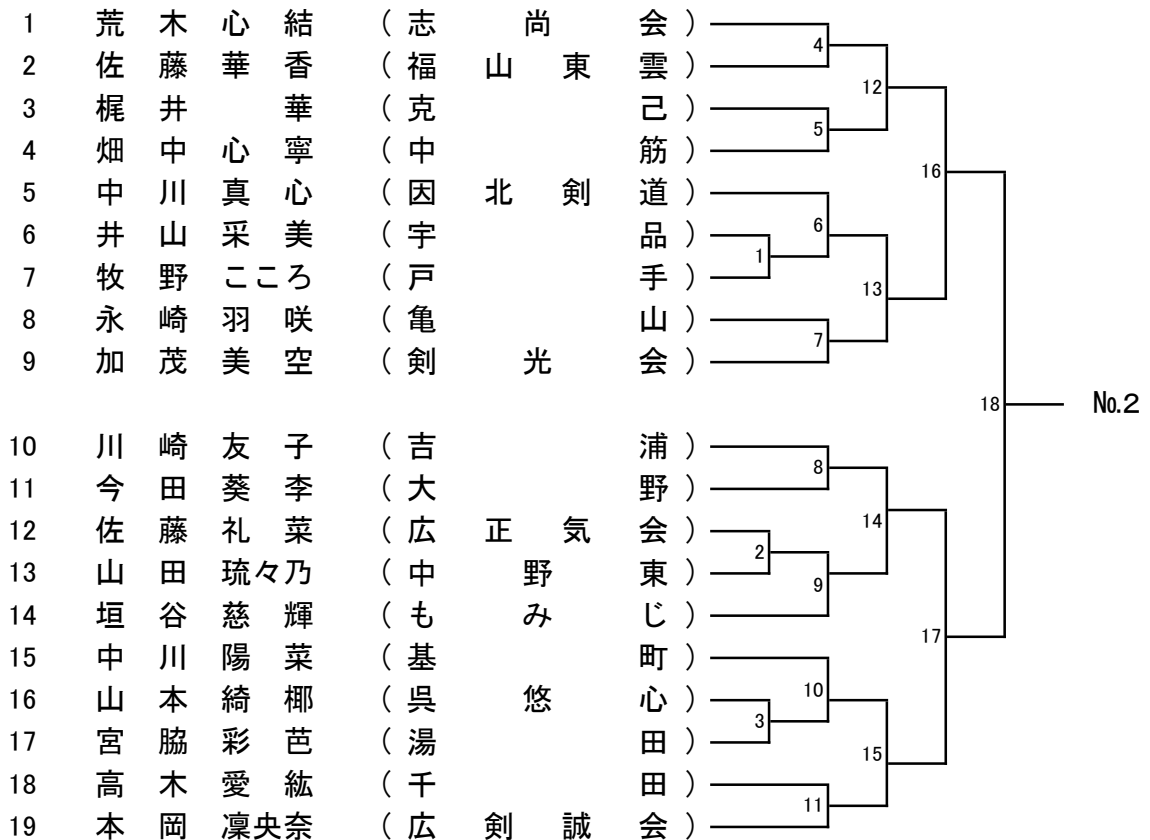 1 荒木心結 (志尚会)
4
2 佐藤華香 (福山東雲)
12
3 梶井華 (克己)
5
4 畑中心寧 (中筋)
16
5 中川真心 (因北剣道)
6
6 井山采美 (宇品)
1
7 牧野こころ (戸手)
13
8 永崎羽咲 (亀山)
7
9 加茂美空 (剣光会)
18 №2
10 川崎友子 (吉浦)
8
11 今田葵李 (大野)
14
12 佐藤礼菜 (広正気会)
2
13 山田琉々乃 (中野東)
9
14 垣谷慈輝 (もみじ)
17
15 中川陽菜 (基町)
10
16 山本綺椰 (呉悠心)
3
17 宮脇彩芭 (湯田)
15
18 高木愛紘 (千田)
11
19 本岡凜央奈 (広剣誠会)